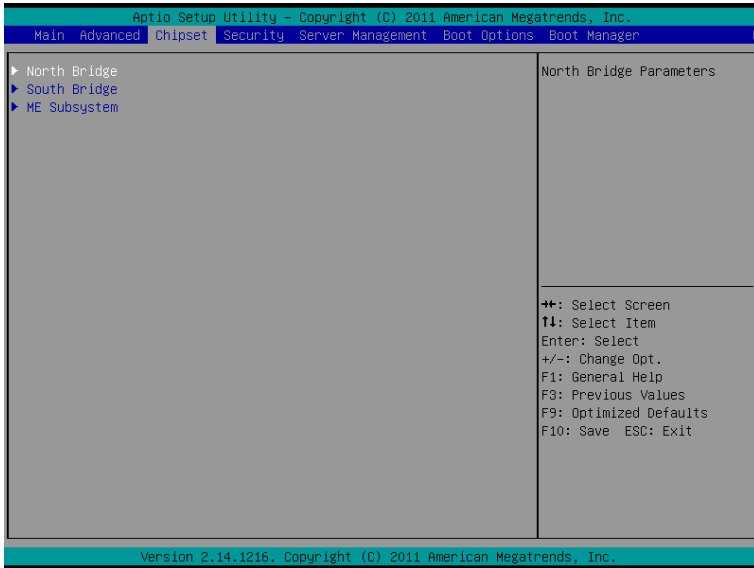 Aptio Setup Utility – Copyright (C) 2011 American Megatrends, Inc.
Main Advanced Chipset Security Server Management Boot Options Boot Manager
▶ North Bridge
▶ South Bridge
▶ ME Subsystem
North Bridge Parameters
→←: Select Screen
↑↓: Select Item
Enter: Select
+/-: Change Opt.
F1: General Help
F3: Previous Values
F9: Optimized Defaults
F10: Save ESC: Exit
Version 2.14.1216. Copyright (C) 2011 American Megatrends, Inc.